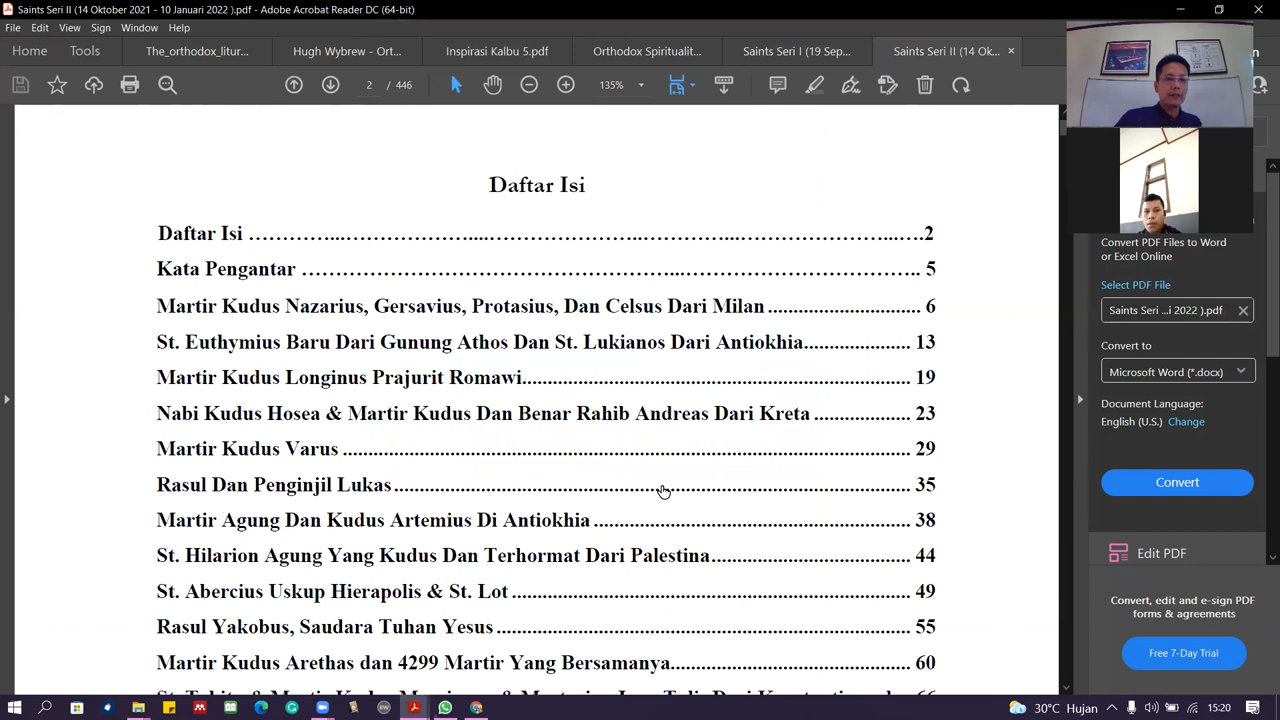 Saints Seri II (14 Oktober 2021 - 10 Januari 2022 ).pdf - Adobe Acrobat Reader DC (64-bit)
File Edit View Sign Window Help
Home Tools The_orthodox_litur... Hugh Wybrew - Ort... Inspirasi Kalbu 5.pdf Orthodox Spiritualit... Saints Seri I (19 Sep... Saints Seri II (14 Ok... ×
2 / 446 135%
Daftar Isi
Daftar Isi ………….....…………………...…………………..………….....…………………....….2
Kata Pengantar ……………………………………………...…………………………….. 5
Martir Kudus Nazarius, Gersavius, Protasius, Dan Celsus Dari Milan .................................. 6
St. Euthymius Baru Dari Gunung Athos Dan St. Lukianos Dari Antiokhia....................... 13
Martir Kudus Longinus Prajurit Romawi.................................................................................. 19
Nabi Kudus Hosea & Martir Kudus Dan Benar Rahib Andreas Dari Kreta ..................... 23
Martir Kudus Varus ........................................................................................................................ 29
Rasul Dan Penginjil Lukas............................................................................................................. 35
Martir Agung Dan Kudus Artemius Di Antiokhia .................................................................. 38
St. Hilarion Agung Yang Kudus Dan Terhormat Dari Palestina.......................................... 44
St. Abercius Uskup Hierapolis & St. Lot ................................................................................... 49
Rasul Yakobus, Saudara Tuhan Yesus ...................................................................................... 55
Martir Kudus Arethas dan 4299 Martir Yang Bersamanya.................................................... 60
Convert PDF Files to Word
or Excel Online
Select PDF File
Saints Seri ...i 2022 ).pdf
Convert to
Microsoft Word (*.docx)
Document Language:
English (U.S.) Change
Convert
Edit PDF
Convert, edit and e-sign PDF
forms & agreements
Free 7-Day Trial
30°C Hujan 15:20